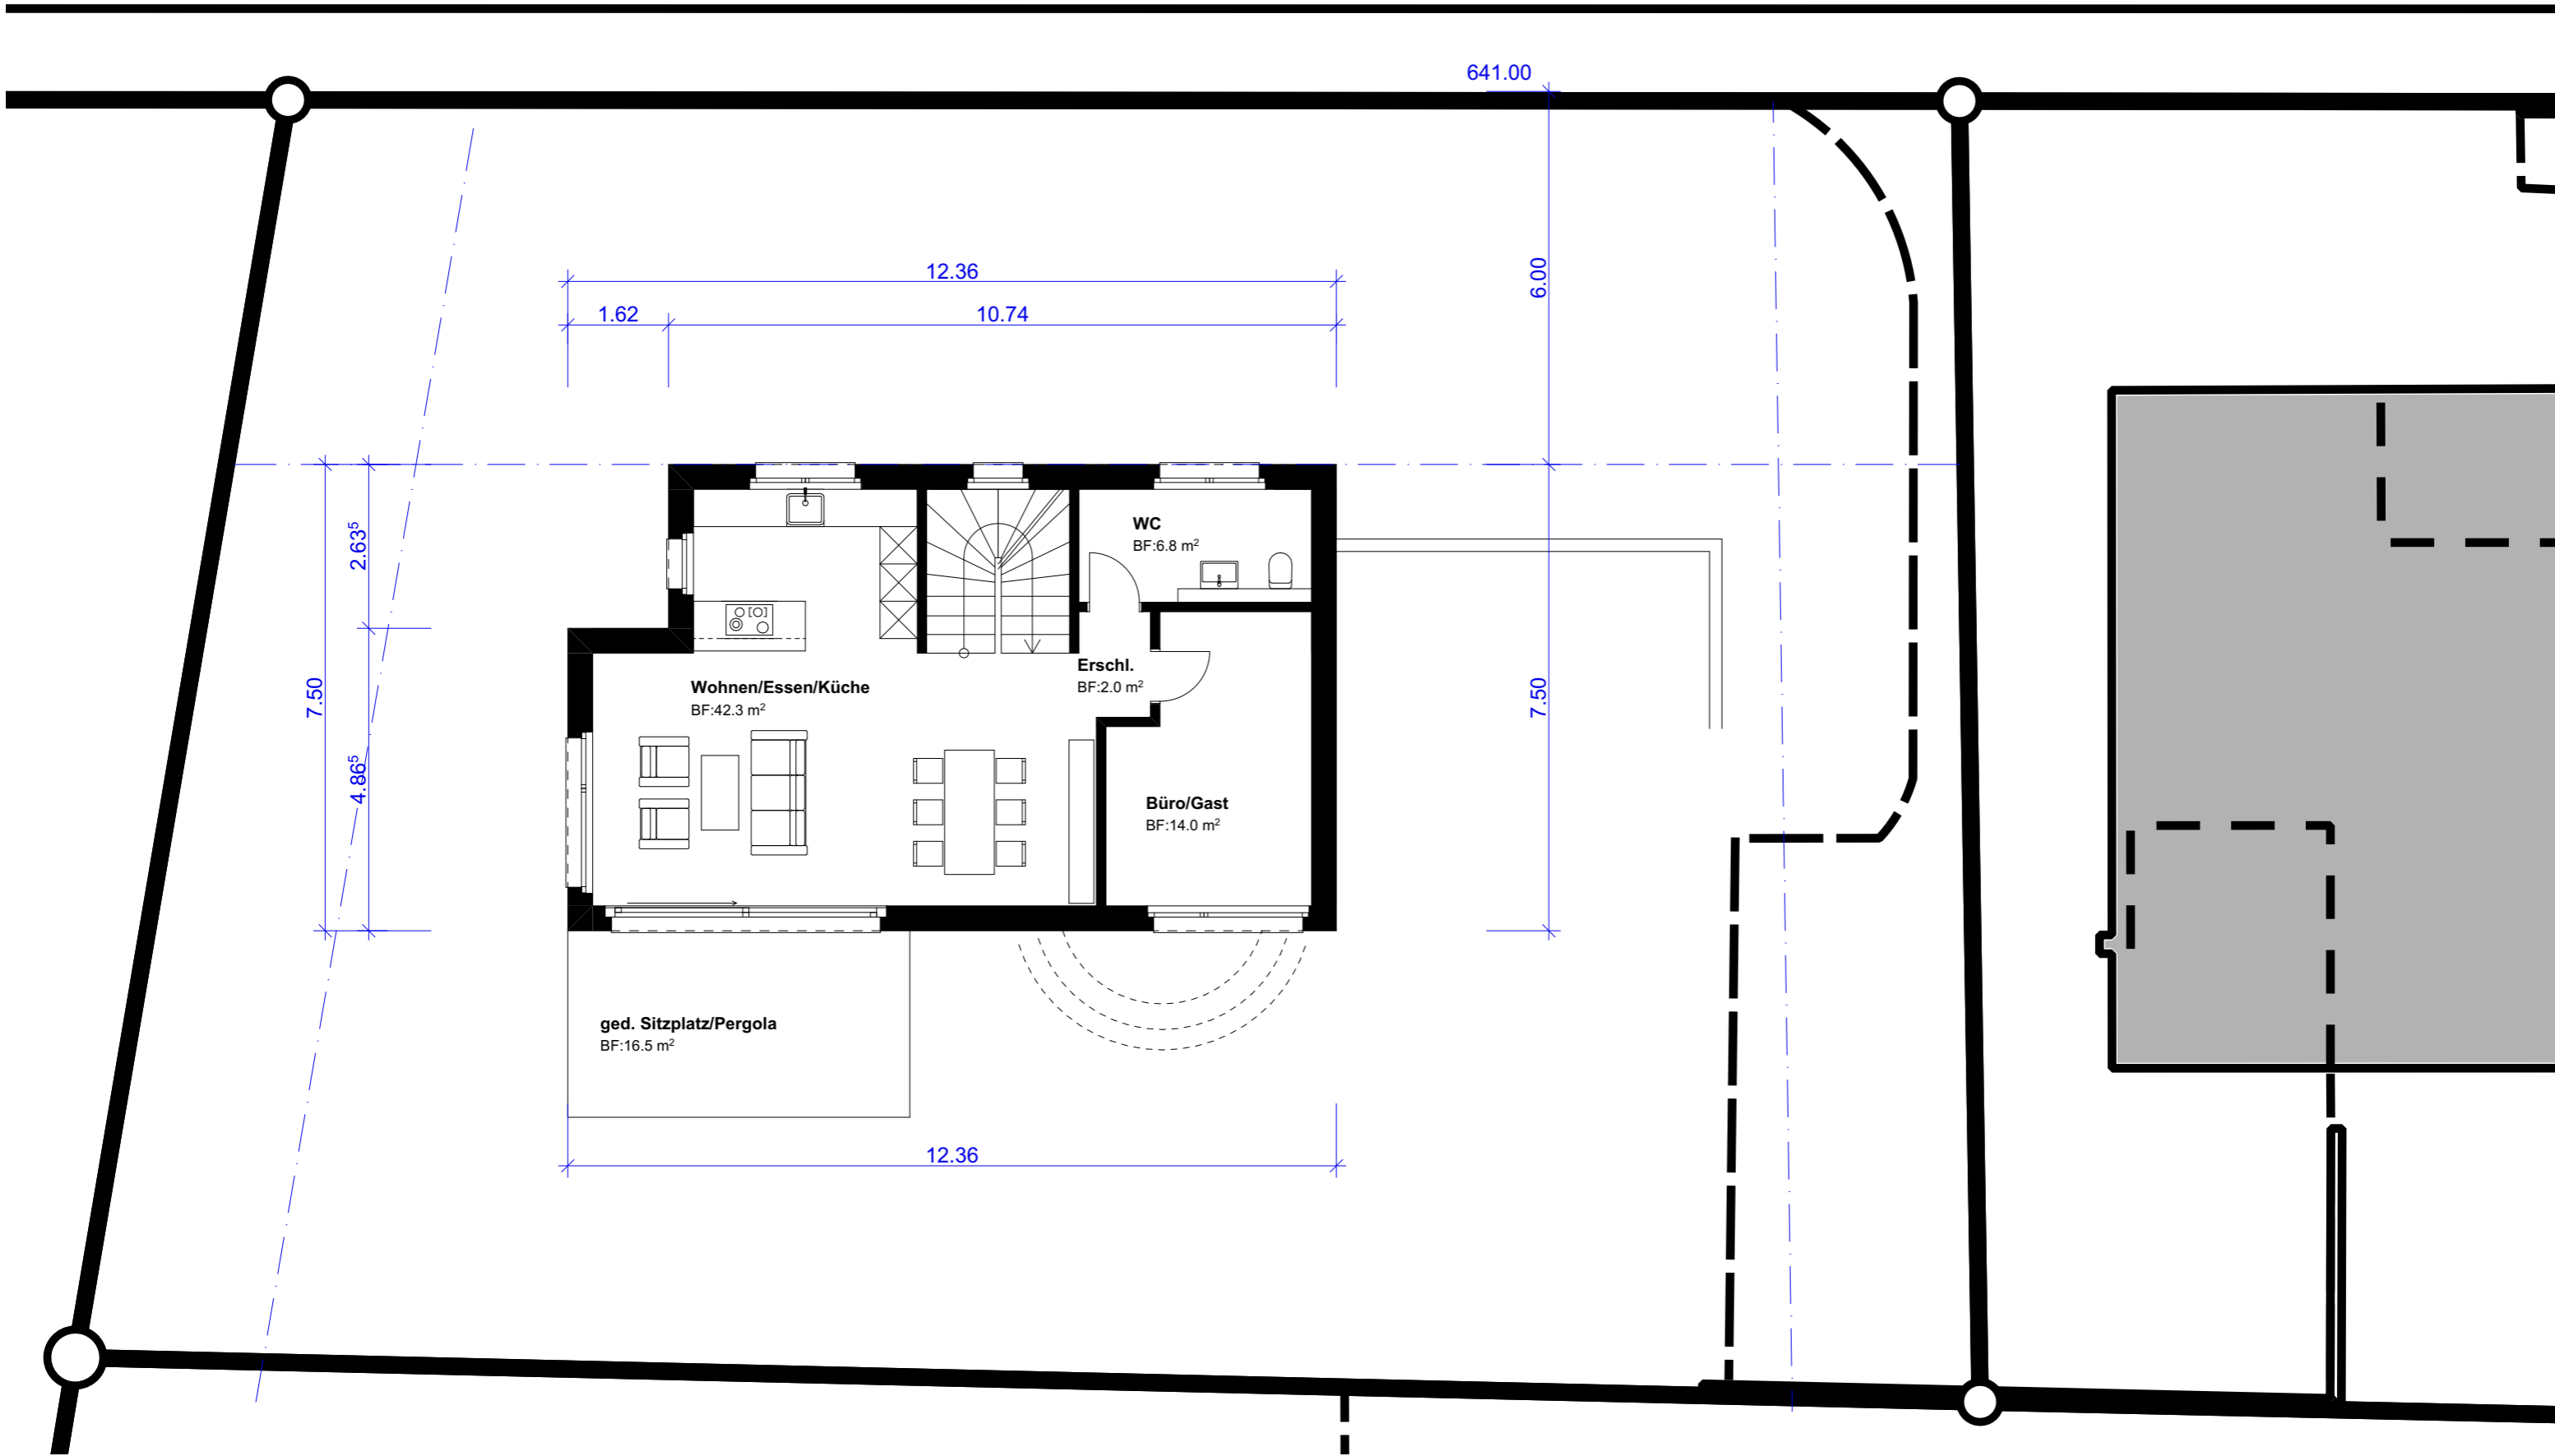 641.00
12.36
6.00
1.62
10.74
2.63⁵
WC
BF:6.8 m²
Erschl.
BF:2.0 m²
Wohnen/Essen/Küche
BF:42.3 m²
7.50
7.50
4.86⁵
Büro/Gast
BF:14.0 m²
ged. Sitzplatz/Pergola
BF:16.5 m²
12.36